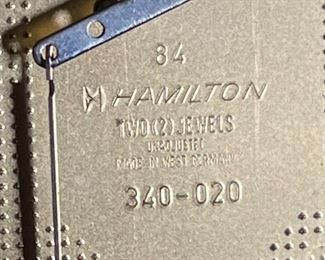 84
HAMILTON
TWO (2) JEWELS
UNADJUSTED
MADE IN WEST GERMANY
340-020